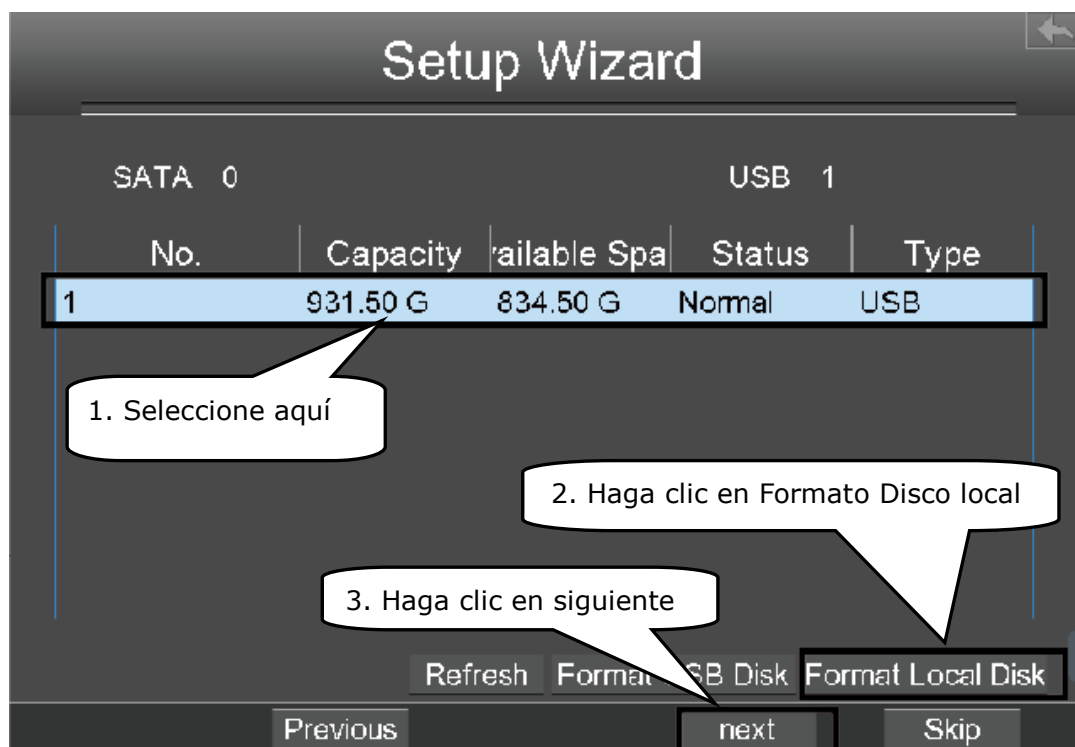 Setup Wizard
SATA 0 USB 1
No. Capacity vailable Spa Status Type
1 931.50 G 834.50 G Normal USB
1. Seleccione aquí
2. Haga clic en Formato Disco local
3. Haga clic en siguiente
Refresh Format SB Disk Format Local Disk
Previous next Skip